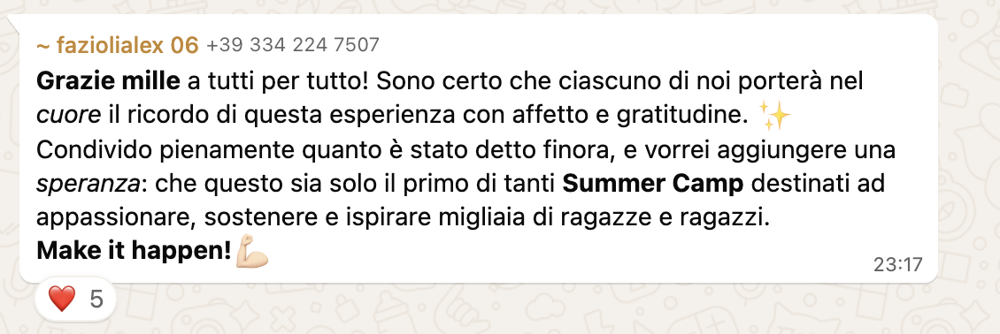 ~ faziolialex 06 +39 334 224 7507
Grazie mille a tutti per tutto! Sono certo che ciascuno di noi porterà nel
cuore il ricordo di questa esperienza con affetto e gratitudine. ✨
Condivido pienamente quanto è stato detto finora, e vorrei aggiungere una
speranza: che questo sia solo il primo di tanti Summer Camp destinati ad
appassionare, sostenere e ispirare migliaia di ragazze e ragazzi.
Make it happen!💪🏻
23:17
❤️ 5